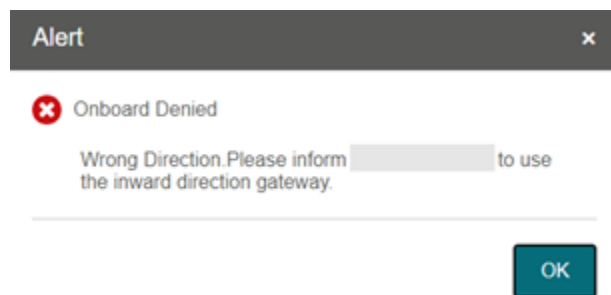 Alert ×
Onboard Denied
Wrong Direction.Please inform to use
the inward direction gateway.
OK